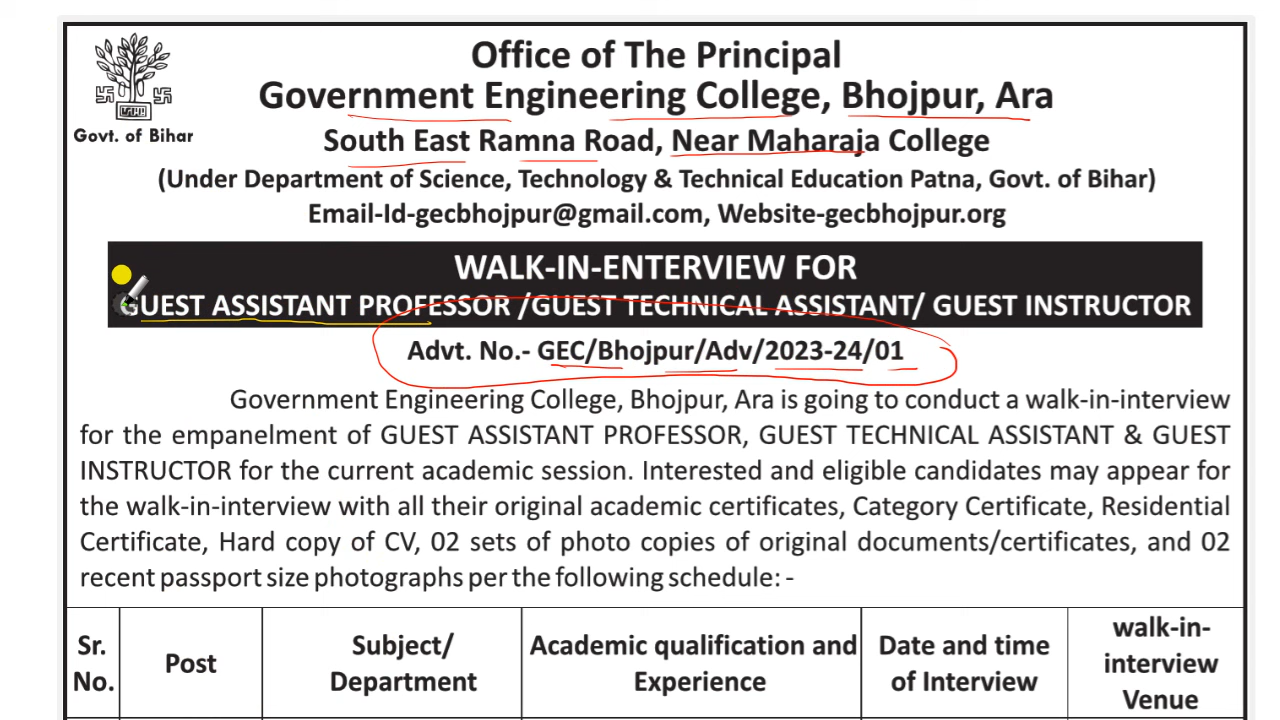 Office of The Principal
Government Engineering College, Bhojpur, Ara
Govt. of Bihar
South East Ramna Road, Near Maharaja College
(Under Department of Science, Technology & Technical Education Patna, Govt. of Bihar)
Email-Id-gecbhojpur@gmail.com, Website-gecbhojpur.org
WALK-IN-ENTERVIEW FOR
GUEST ASSISTANT PROFESSOR /GUEST TECHNICAL ASSISTANT/ GUEST INSTRUCTOR
Advt. No.- GEC/Bhojpur/Adv/2023-24/01
Government Engineering College, Bhojpur, Ara is going to conduct a walk-in-interview
for the empanelment of GUEST ASSISTANT PROFESSOR, GUEST TECHNICAL ASSISTANT & GUEST
INSTRUCTOR for the current academic session. Interested and eligible candidates may appear for
the walk-in-interview with all their original academic certificates, Category Certificate, Residential
Certificate, Hard copy of CV, 02 sets of photo copies of original documents/certificates, and 02
recent passport size photographs per the following schedule: -
Sr. No.
Post
Subject/ Department
Academic qualification and Experience
Date and time of Interview
walk-in-interview Venue